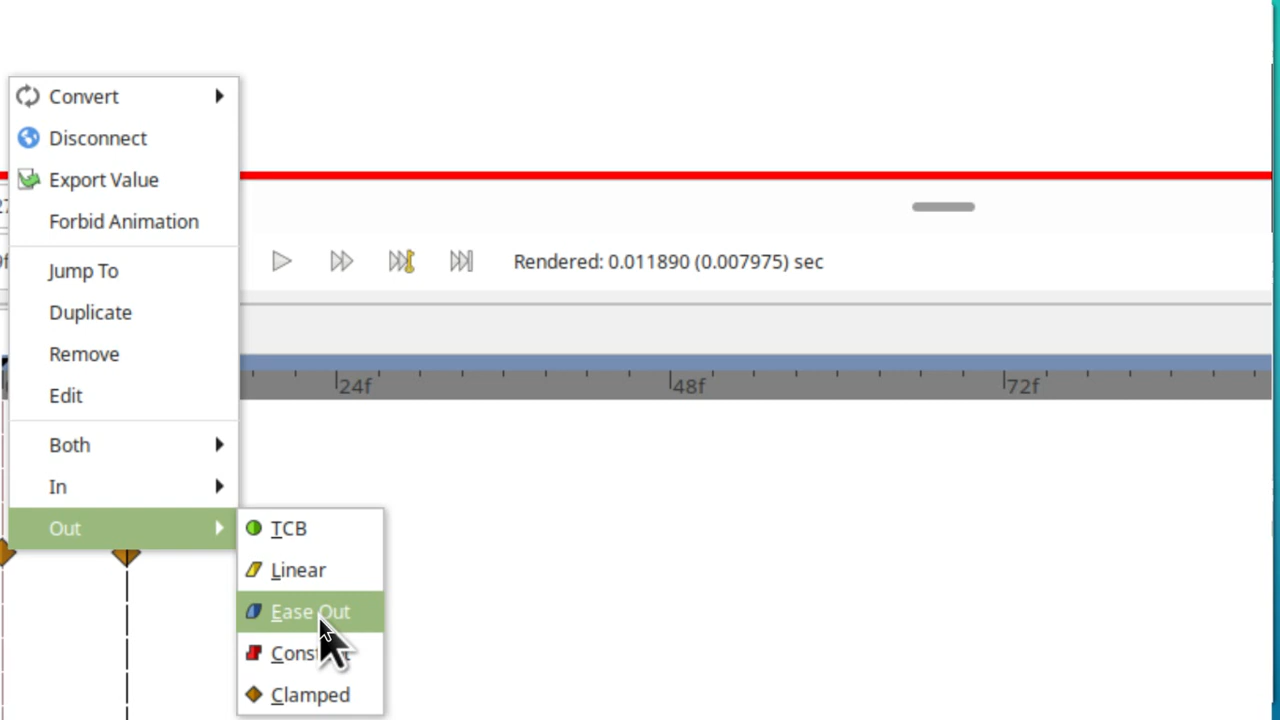 Convert
Disconnect
Export Value
Forbid Animation
Jump To
Duplicate
Remove
Edit
Both
In
Out
TCB
Linear
Ease Out
Clamped
Rendered: 0.011890 (0.007975) sec
24f
48f
72f